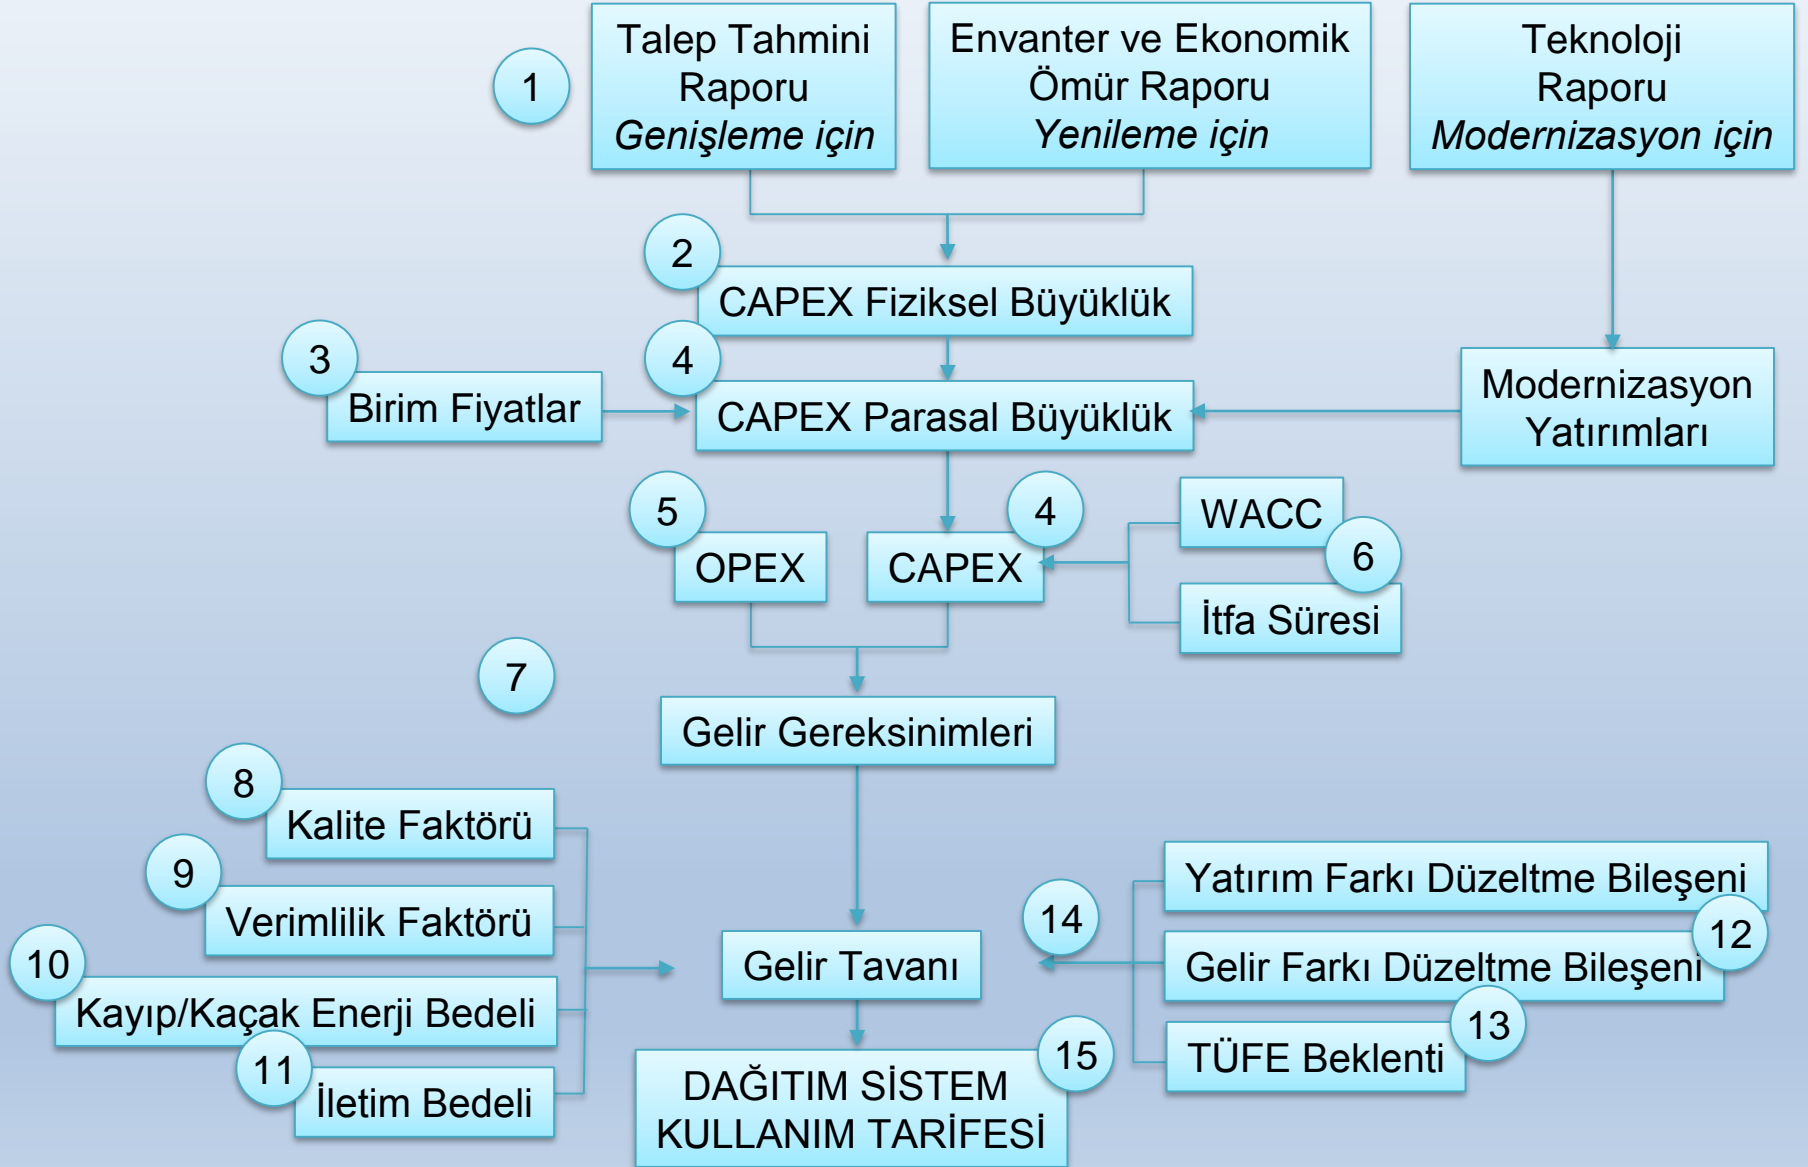 1
Talep Tahmini
Raporu
Genişleme için
Envanter ve Ekonomik
Ömür Raporu
Yenileme için
Teknoloji
Raporu
Modernizasyon için
2
CAPEX Fiziksel Büyüklük
3
Birim Fiyatlar
4
CAPEX Parasal Büyüklük
Modernizasyon
Yatırımları
5
OPEX
CAPEX
4
WACC
6
İtfa Süresi
7
Gelir Gereksinimleri
8
Kalite Faktörü
9
Verimlilik Faktörü
10
Kayıp/Kaçak Enerji Bedeli
11
İletim Bedeli
Gelir Tavanı
14
Yatırım Farkı Düzeltme Bileşeni
12
Gelir Farkı Düzeltme Bileşeni
13
TÜFE Beklenti
15
DAĞITIM SİSTEM
KULLANIM TARİFESİ